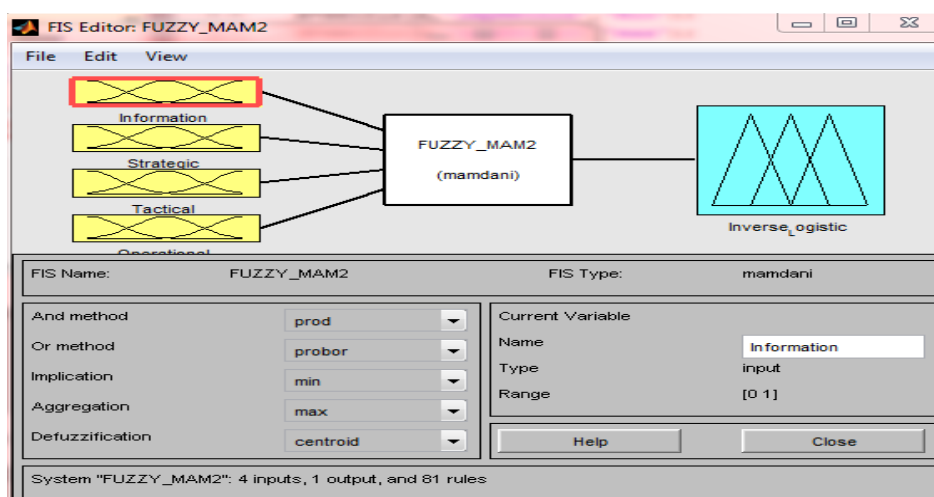 FIS Editor: FUZZY_MAM2
File Edit View
Information
Strategic
Tactical
Operational
FUZZY_MAM2
(mamdani)
Inverse_Logistic
FIS Name: FUZZY_MAM2 FIS Type: mamdani
And method prod
Or method probor
Implication min
Aggregation max
Defuzzification centroid
Current Variable
Name Information
Type input
Range [0 1]
Help Close
System "FUZZY_MAM2": 4 inputs, 1 output, and 81 rules